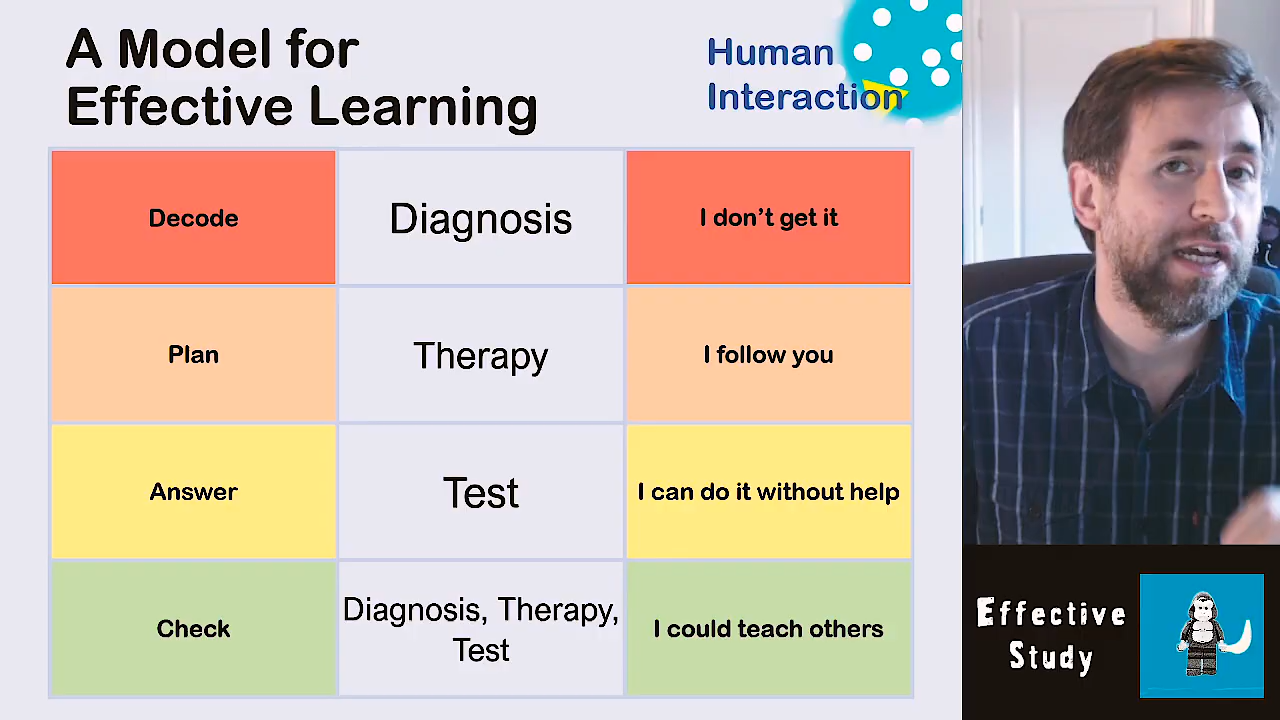 A Model for
Effective Learning
Human
Interaction
Decode
Diagnosis
I don’t get it
Plan
Therapy
I follow you
Answer
Test
I can do it without help
Check
Diagnosis, Therapy,
Test
I could teach others
Effective
Study